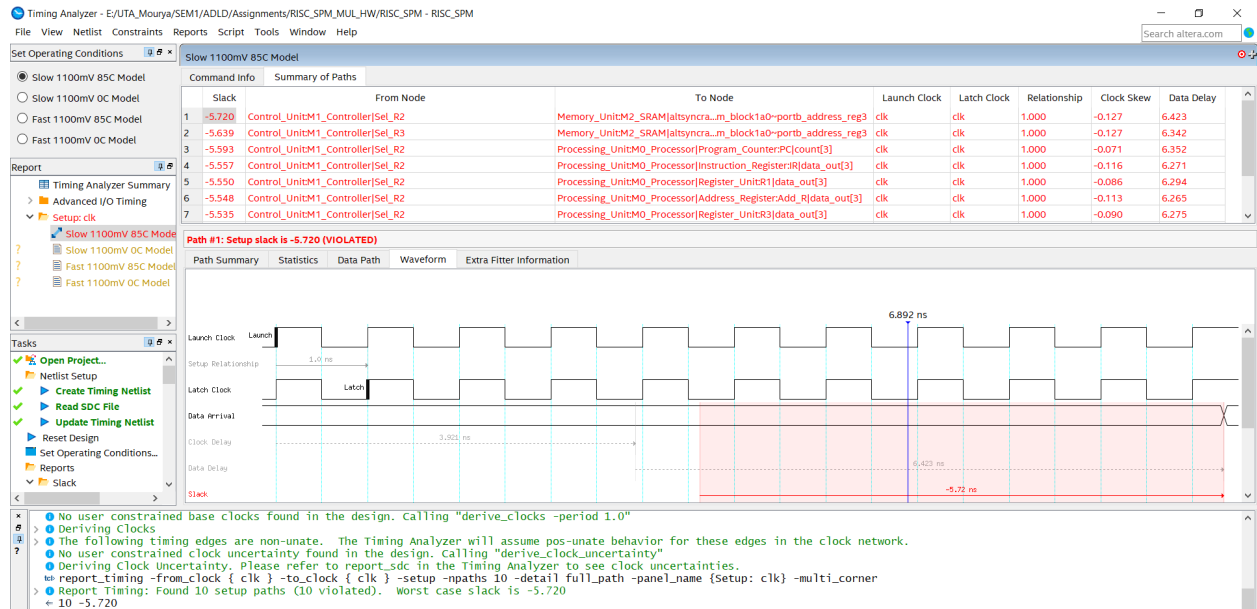 Timing Analyzer - E:/UTA_Mourya/SEM1/ADLD/Assignments/RISC_SPM_MUL_HW/RISC_SPM - RISC_SPM
File View Netlist Constraints Reports Script Tools Window Help
Search altera.com
Set Operating Conditions
Slow 1100mV 85C Model
Slow 1100mV 0C Model
Fast 1100mV 85C Model
Fast 1100mV 0C Model
Report
Timing Analyzer Summary
Advanced I/O Timing
Setup: clk
Slow 1100mV 85C Mode
? Slow 1100mV 0C Model
? Fast 1100mV 85C Model
? Fast 1100mV 0C Model
Tasks
Open Project...
Netlist Setup
Create Timing Netlist
Read SDC File
Update Timing Netlist
Reset Design
Set Operating Conditions...
Reports
Slack
Slow 1100mV 85C Model
Command Info Summary of Paths
Slack From Node To Node Launch Clock Latch Clock Relationship Clock Skew Data Delay
1 -5.720 Control_Unit:M1_Controller|Sel_R2 Memory_Unit:M2_SRAM|altsyncra...m_block1a0~portb_address_reg3 clk clk 1.000 -0.127 6.423
2 -5.639 Control_Unit:M1_Controller|Sel_R2 Memory_Unit:M2_SRAM|altsyncra...m_block1a0~porta_address_reg3 clk clk 1.000 -0.127 6.342
3 -5.593 Control_Unit:M1_Controller|Sel_R2 Processing_Unit:M0_Processor|Program_Counter:PC|count[3] clk clk 1.000 -0.071 6.352
4 -5.557 Control_Unit:M1_Controller|Sel_R2 Processing_Unit:M0_Processor|Instruction_Register:IR|data_out[3] clk clk 1.000 -0.116 6.271
5 -5.550 Control_Unit:M1_Controller|Sel_R2 Processing_Unit:M0_Processor|Register_Unit:R1|data_out[3] clk clk 1.000 -0.086 6.294
6 -5.548 Control_Unit:M1_Controller|Sel_R2 Processing_Unit:M0_Processor|Address_Register:Add_R|data_out[3] clk clk 1.000 -0.113 6.265
7 -5.535 Control_Unit:M1_Controller|Sel_R2 Processing_Unit:M0_Processor|Register_Unit:R3|data_out[3] clk clk 1.000 -0.090 6.275
Path #1: Setup slack is -5.720 (VIOLATED)
Path Summary Statistics Data Path Waveform Extra Fitter Information
6.892 ns
Launch Clock Launch
Setup Relationship 1.0 ns
Latch Clock Latch
Data Arrival
Clock Delay 3.921 ns
Data Delay 6.423 ns
Slack -5.72 ns
No user constrained base clocks found in the design. Calling "derive_clocks -period 1.0"
Deriving Clocks
The following timing edges are non-unate. The Timing Analyzer will assume pos-unate behavior for these edges in the clock network.
No user constrained clock uncertainty found in the design. Calling "derive_clock_uncertainty"
Deriving Clock Uncertainty. Please refer to report_sdc in the Timing Analyzer to see clock uncertainties.
tcl> report_timing -from_clock { clk } -to_clock { clk } -setup -npaths 10 -detail full_path -panel_name {Setup: clk} -multi_corner
Report Timing: Found 10 setup paths (10 violated). Worst case slack is -5.720
← 10 -5.720